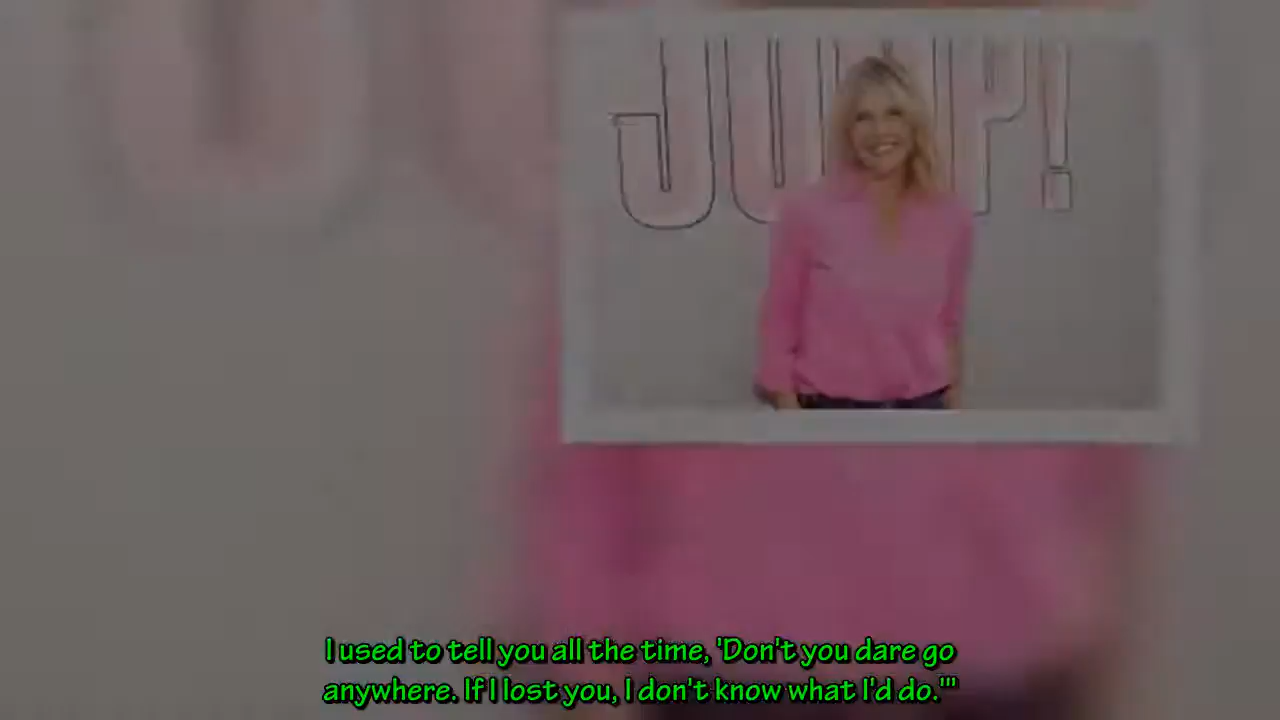 JUMP!
I used to tell you all the time, 'Don't you dare go
anywhere. If I lost you, I don't know what I'd do.'"